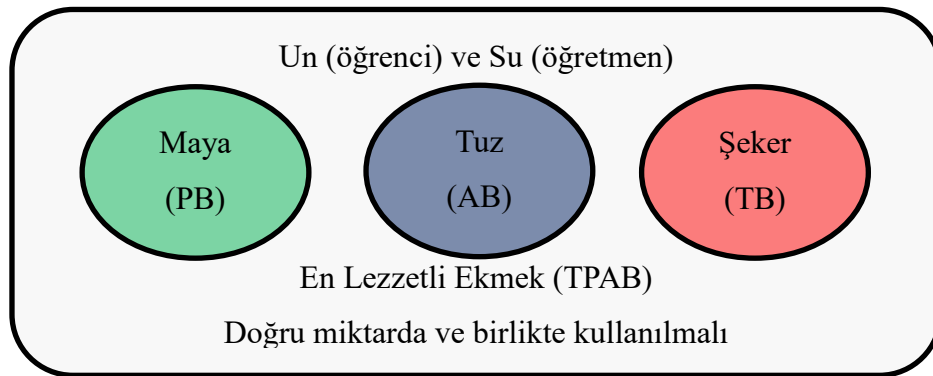 Un (öğrenci) ve Su (öğretmen)
Maya
(PB)
Tuz
(AB)
Şeker
(TB)
En Lezzetli Ekmek (TPAB)
Doğru miktarda ve birlikte kullanılmalı